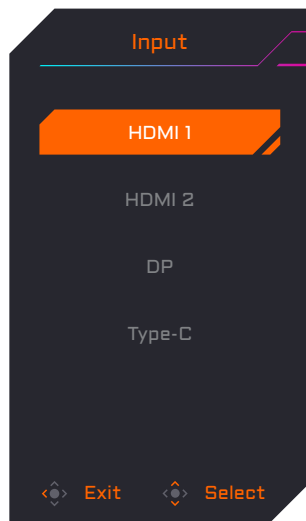 Input
HDMI 1
HDMI 2
DP
Type-C
Exit Select